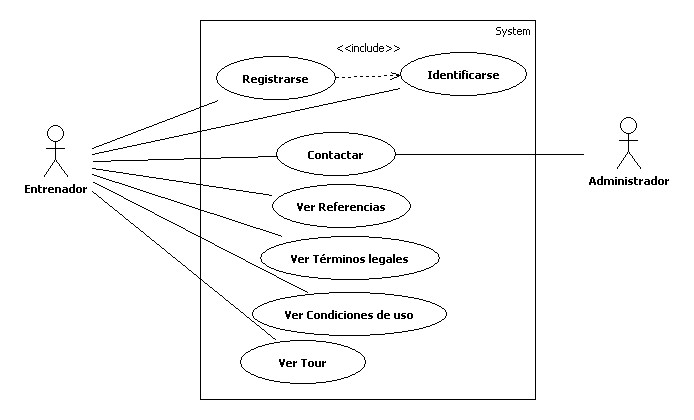 System
<<include>>
Registrarse
Identificarse
Contactar
Entrenador
Administrador
Ver Referencias
Ver Términos legales
Ver Condiciones de uso
Ver Tour